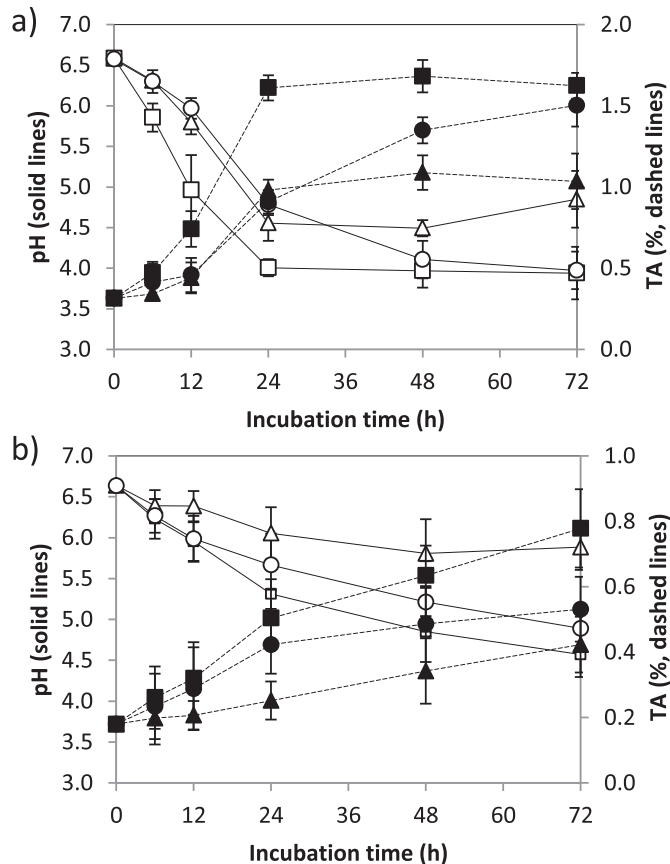 a)
7.0
6.5
6.0
5.5
5.0
4.5
4.0
3.5
3.0
pH (solid lines)
2.0
1.5
1.0
0.5
0.0
TA (%, dashed lines)
0 12 24 36 48 60 72
Incubation time (h)
b)
7.0
6.5
6.0
5.5
5.0
4.5
4.0
3.5
3.0
pH (solid lines)
1.0
0.8
0.6
0.4
0.2
0.0
TA (%, dashed lines)
0 12 24 36 48 60 72
Incubation time (h)